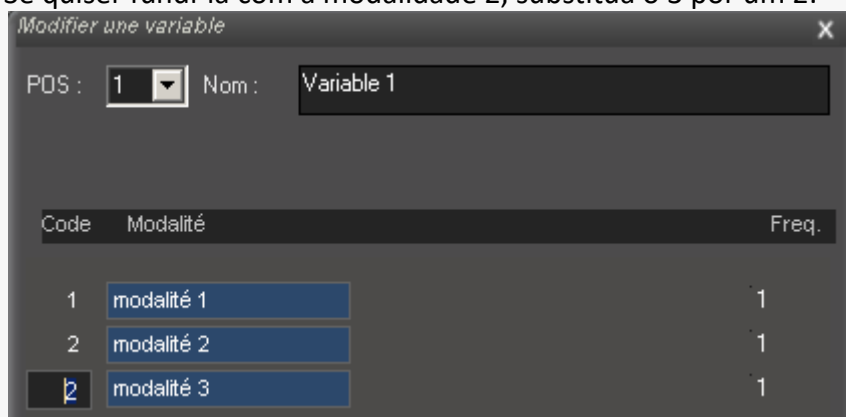 Se quiser fundi-la com a modalidade 2, substitua o 3 por um 2.
Modifier une variable x
POS : 1 Nom : Variable 1
Code Modalité Freq.
1 modalité 1 1
2 modalité 2 1
2 modalité 3 1